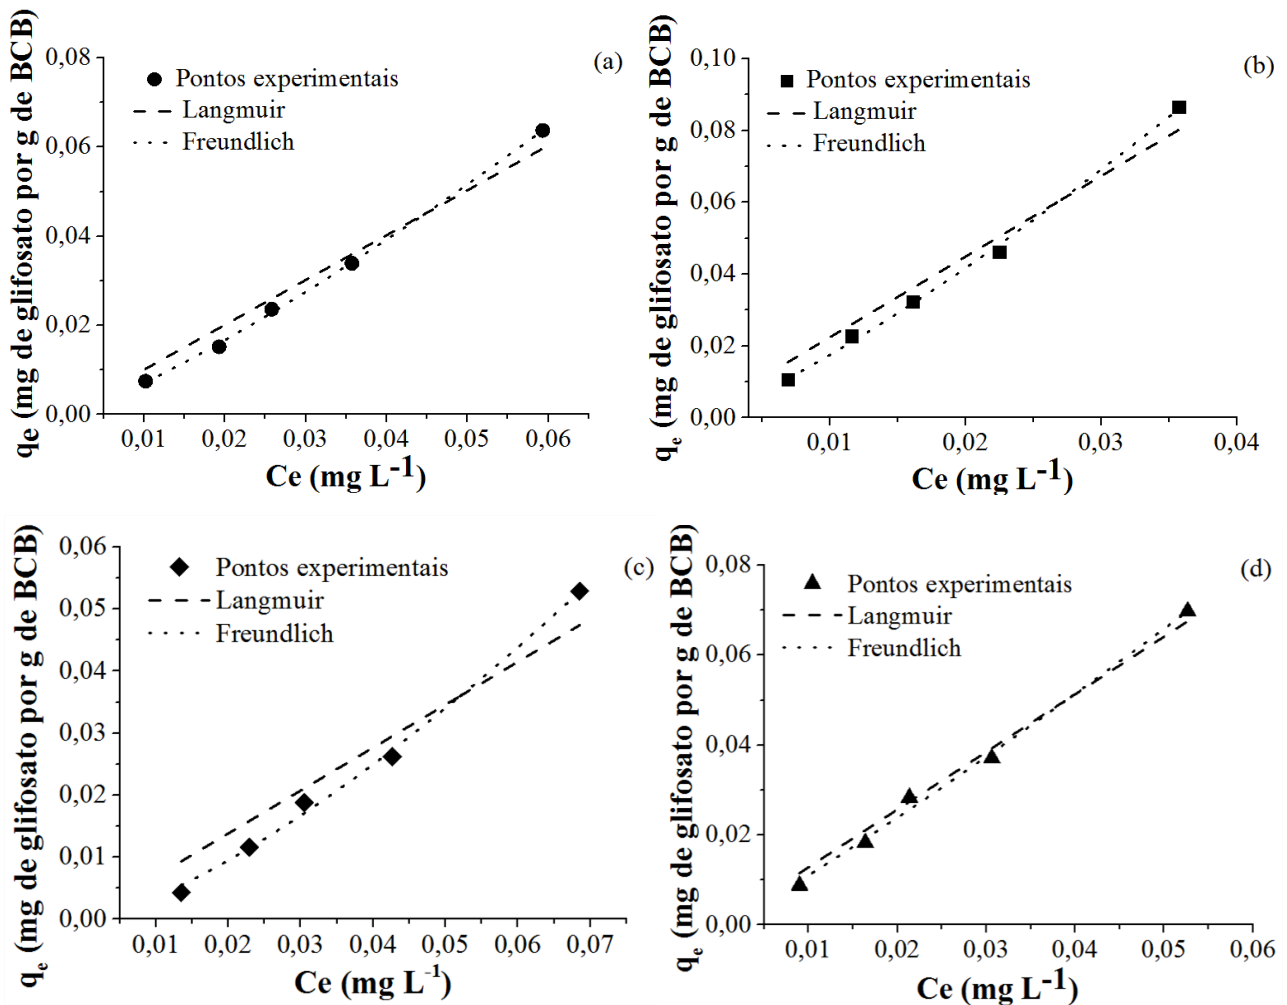 (a)
qe (mg de glifosato por g de BCB)
0,08
0,06
0,04
0,02
0,00
Pontos experimentais
Langmuir
Freundlich
0,01 0,02 0,03 0,04 0,05 0,06
Ce (mg L-1)
(b)
qe (mg de glifosato por g de BCB)
0,10
0,08
0,06
0,04
0,02
0,00
Pontos experimentais
Langmuir
Freundlich
0,01 0,02 0,03 0,04
Ce (mg L-1)
(c)
qe (mg de glifosato por g de BCB)
0,06
0,05
0,04
0,03
0,02
0,01
0,00
Pontos experimentais
Langmuir
Freundlich
0,01 0,02 0,03 0,04 0,05 0,06 0,07
Ce (mg L-1)
(d)
qe (mg de glifosato por g de BCB)
0,08
0,06
0,04
0,02
0,00
Pontos experimentais
Langmuir
Freundlich
0,01 0,02 0,03 0,04 0,05 0,06
Ce (mg L-1)